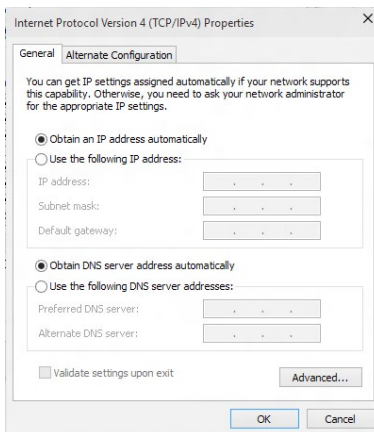 Internet Protocol Version 4 (TCP/IPv4) Properties
General
Alternate Configuration
You can get IP settings assigned automatically if your network supports
this capability. Otherwise, you need to ask your network administrator
for the appropriate IP settings.
Obtain an IP address automatically
Use the following IP address:
IP address:
Subnet mask:
Default gateway:
Obtain DNS server address automatically
Use the following DNS server addresses:
Preferred DNS server:
Alternate DNS server:
Validate settings upon exit
Advanced...
OK
Cancel